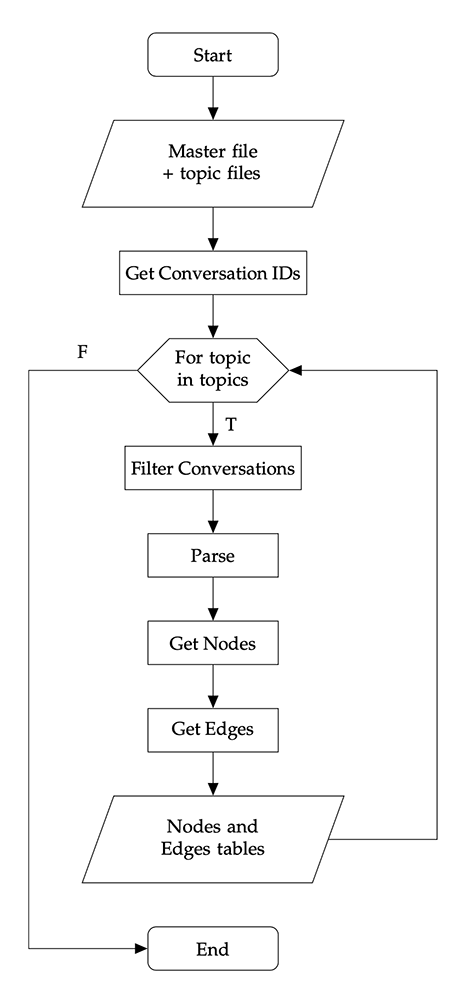 Start
Master file
+ topic files
Get Conversation IDs
F
For topic
in topics
T
Filter Conversations
Parse
Get Nodes
Get Edges
Nodes and
Edges tables
End